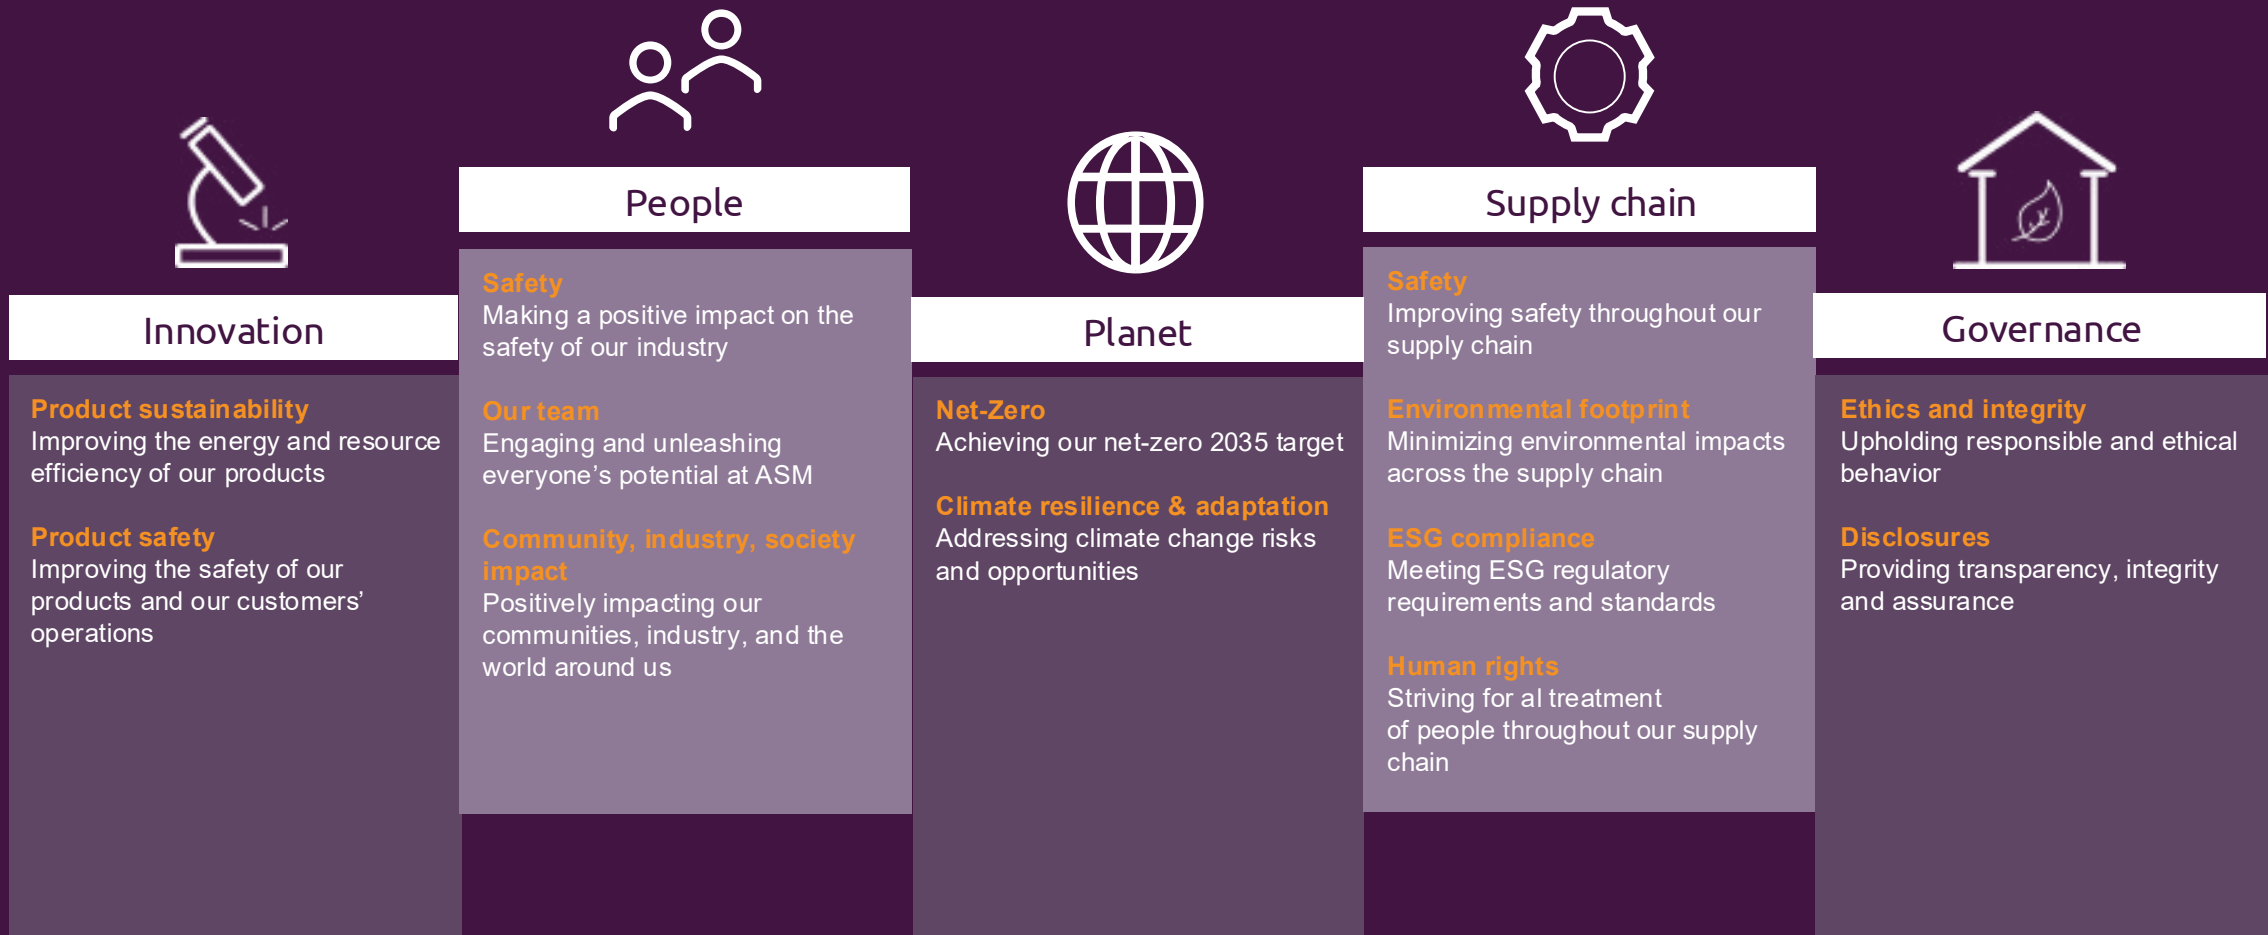 Innovation
Product sustainability
Improving the energy and resource
efficiency of our products
Product safety
Improving the safety of our
products and our customers’
operations
People
Safety
Making a positive impact on the
safety of our industry
Our team
Engaging and unleashing
everyone’s potential at ASM
Community, industry, society
impact
Positively impacting our
communities, industry, and the
world around us
Planet
Net-Zero
Achieving our net-zero 2035 target
Climate resilience & adaptation
Addressing climate change risks
and opportunities
Supply chain
Safety
Improving safety throughout our
supply chain
Environmental footprint
Minimizing environmental impacts
across the supply chain
ESG compliance
Meeting ESG regulatory
requirements and standards
Human rights
Striving for al treatment
of people throughout our supply
chain
Governance
Ethics and integrity
Upholding responsible and ethical
behavior
Disclosures
Providing transparency, integrity
and assurance